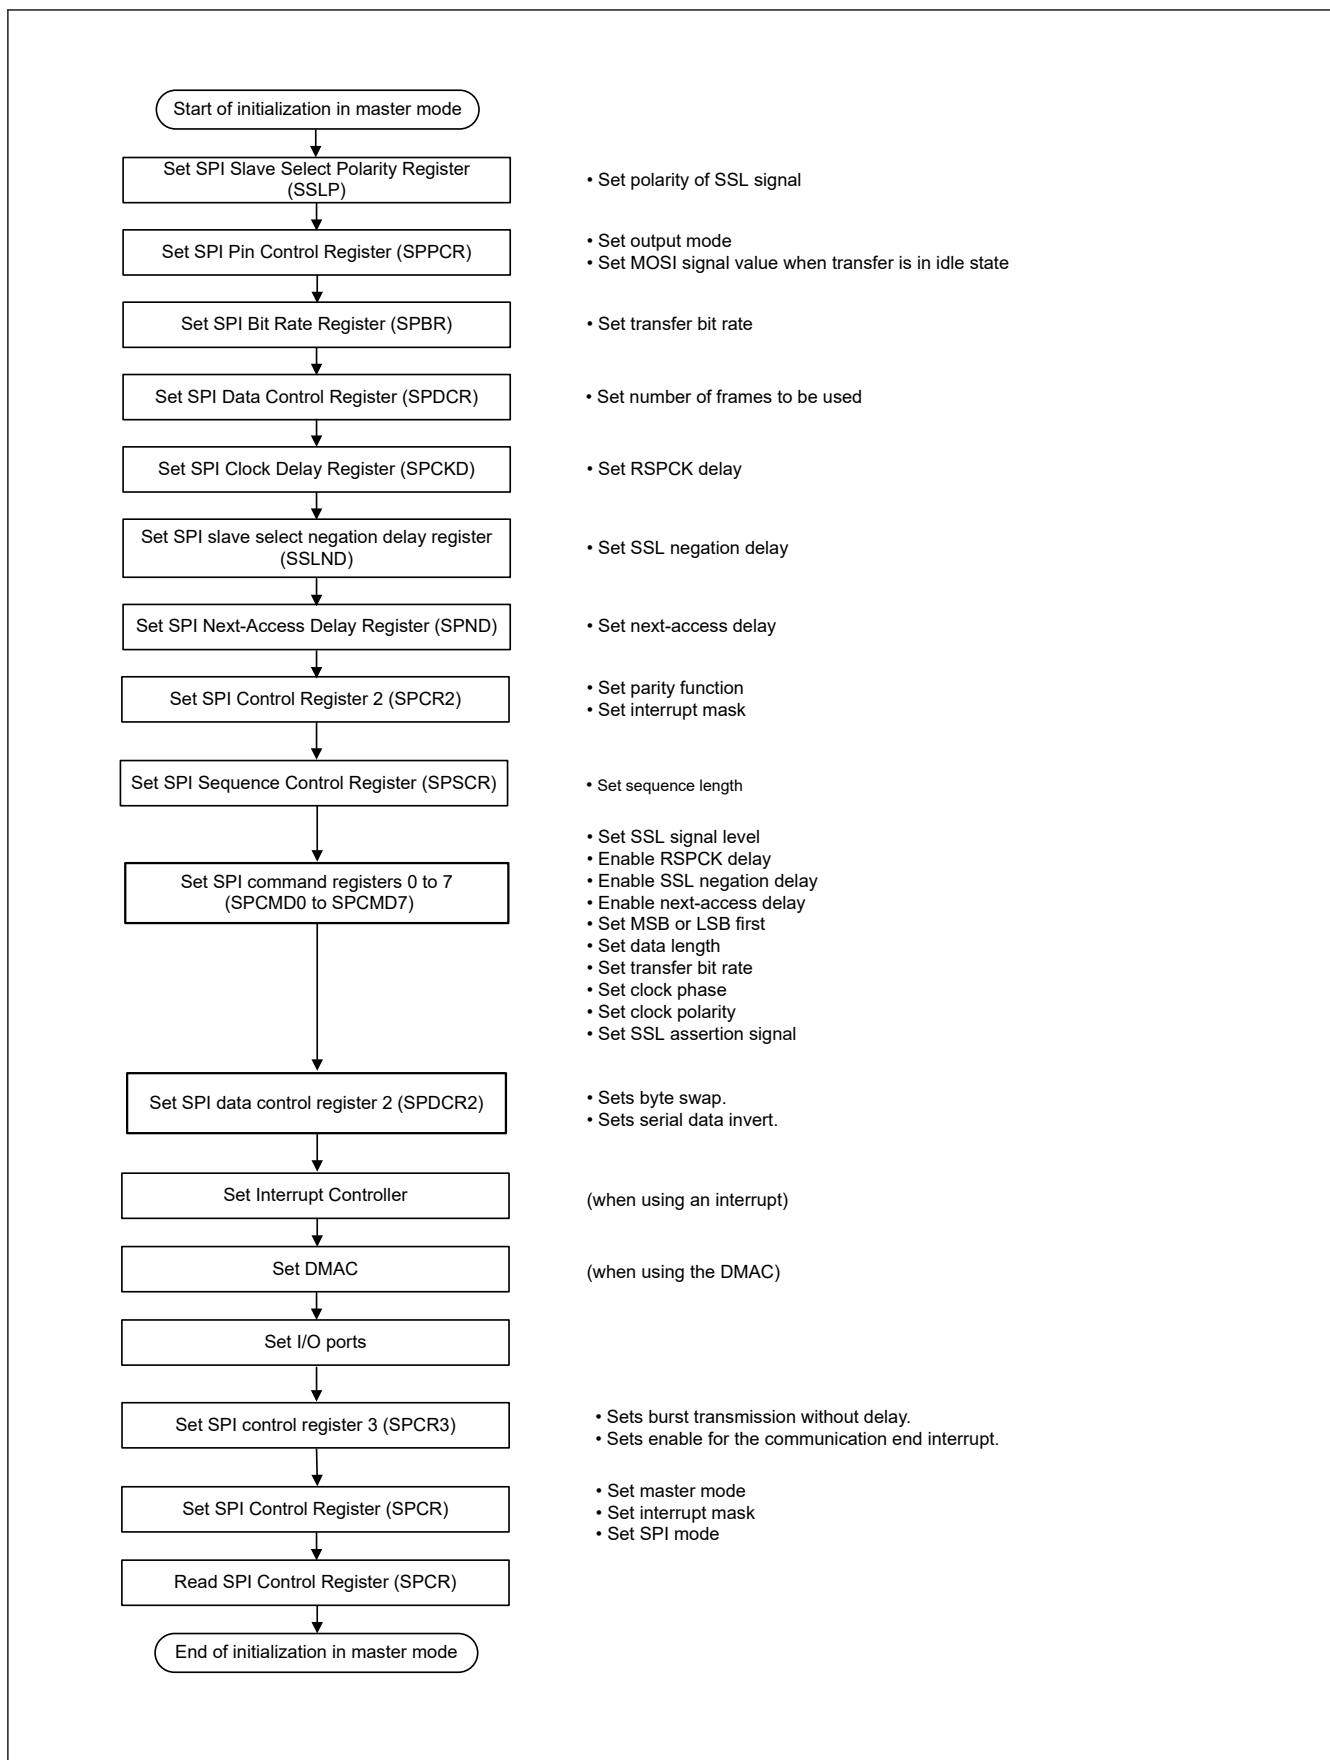 Start of initialization in master mode
Set SPI Slave Select Polarity Register
(SSLP)
• Set polarity of SSL signal
Set SPI Pin Control Register (SPPCR)
• Set output mode
• Set MOSI signal value when transfer is in idle state
Set SPI Bit Rate Register (SPBR)
• Set transfer bit rate
Set SPI Data Control Register (SPDCR)
• Set number of frames to be used
Set SPI Clock Delay Register (SPCKD)
• Set RSPCK delay
Set SPI slave select negation delay register
(SSLND)
• Set SSL negation delay
Set SPI Next-Access Delay Register (SPND)
• Set next-access delay
Set SPI Control Register 2 (SPCR2)
• Set parity function
• Set interrupt mask
Set SPI Sequence Control Register (SPSCR)
• Set sequence length
Set SPI command registers 0 to 7
(SPCMD0 to SPCMD7)
• Set SSL signal level
• Enable RSPCK delay
• Enable SSL negation delay
• Enable next-access delay
• Set MSB or LSB first
• Set data length
• Set transfer bit rate
• Set clock phase
• Set clock polarity
• Set SSL assertion signal
Set SPI data control register 2 (SPDCR2)
• Sets byte swap.
• Sets serial data invert.
Set Interrupt Controller
(when using an interrupt)
Set DMAC
(when using the DMAC)
Set I/O ports
Set SPI control register 3 (SPCR3)
• Sets burst transmission without delay.
• Sets enable for the communication end interrupt.
Set SPI Control Register (SPCR)
• Set master mode
• Set interrupt mask
• Set SPI mode
Read SPI Control Register (SPCR)
End of initialization in master mode